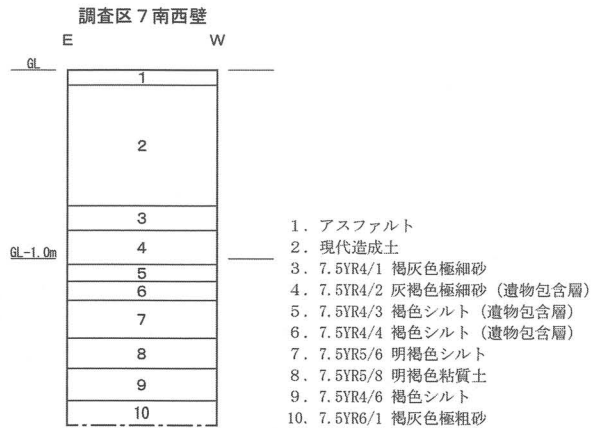 調査区７南西壁
E W
GL
1
2
3
4
GL-1.0m
5
6
7
8
9
10
１．アスファルト
２．現代造成土
３．7.5YR4/1 褐灰色極細砂
４．7.5YR4/2 灰褐色極細砂（遺物包含層）
５．7.5YR4/3 褐色シルト（遺物包含層）
６．7.5YR4/4 褐色シルト（遺物包含層）
７．7.5YR5/6 明褐色シルト
８．7.5YR5/8 明褐色粘質土
９．7.5YR4/6 褐色シルト
10．7.5YR6/1 褐灰色極粗砂